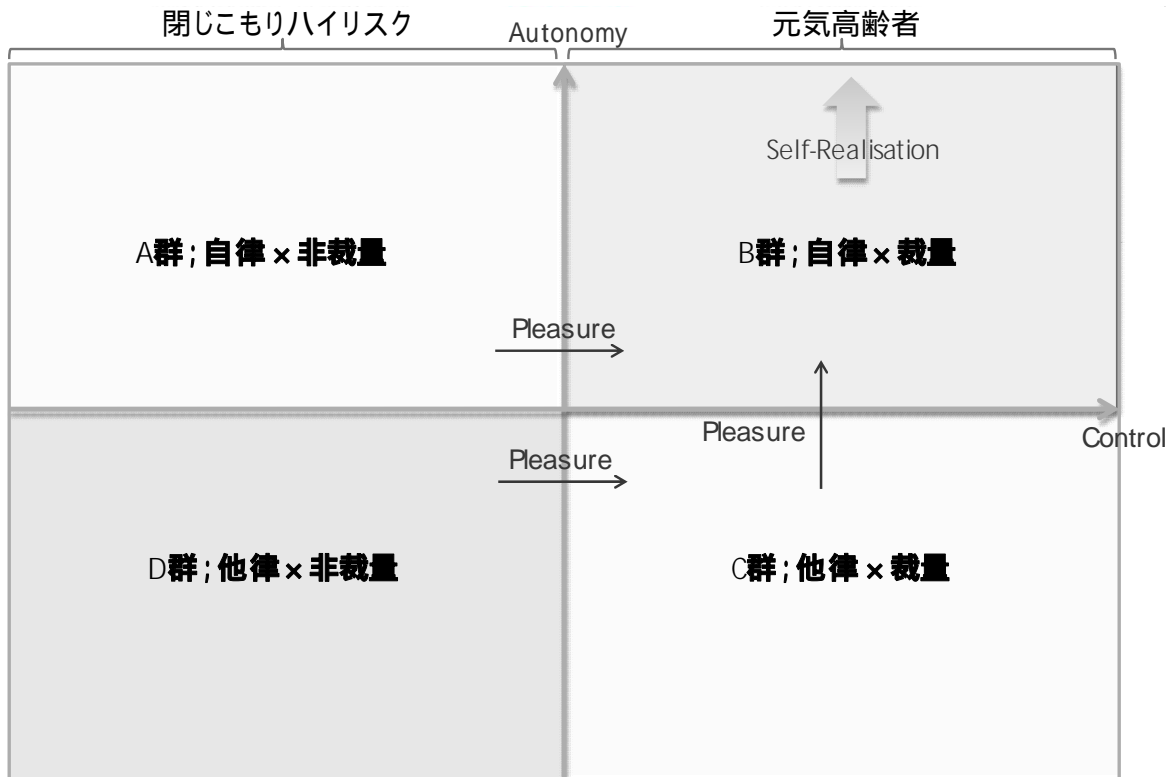 閉じこもりハイリスク
Autonomy
元気高齢者
Self-Realisation
A群;自律×非裁量
B群;自律×裁量
Pleasure
Pleasure
Control
Pleasure
D群;他律×非裁量
C群;他律×裁量